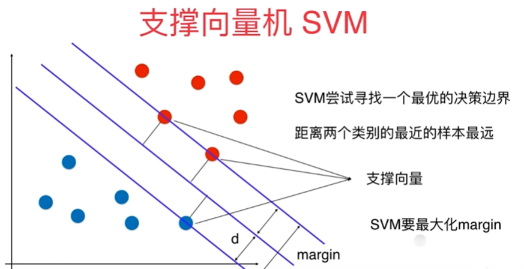 支撑向量机 SVM
SVM尝试寻找一个最优的决策边界
距离两个类别的最近的样本最远
支撑向量
SVM要最大化margin
d
margin